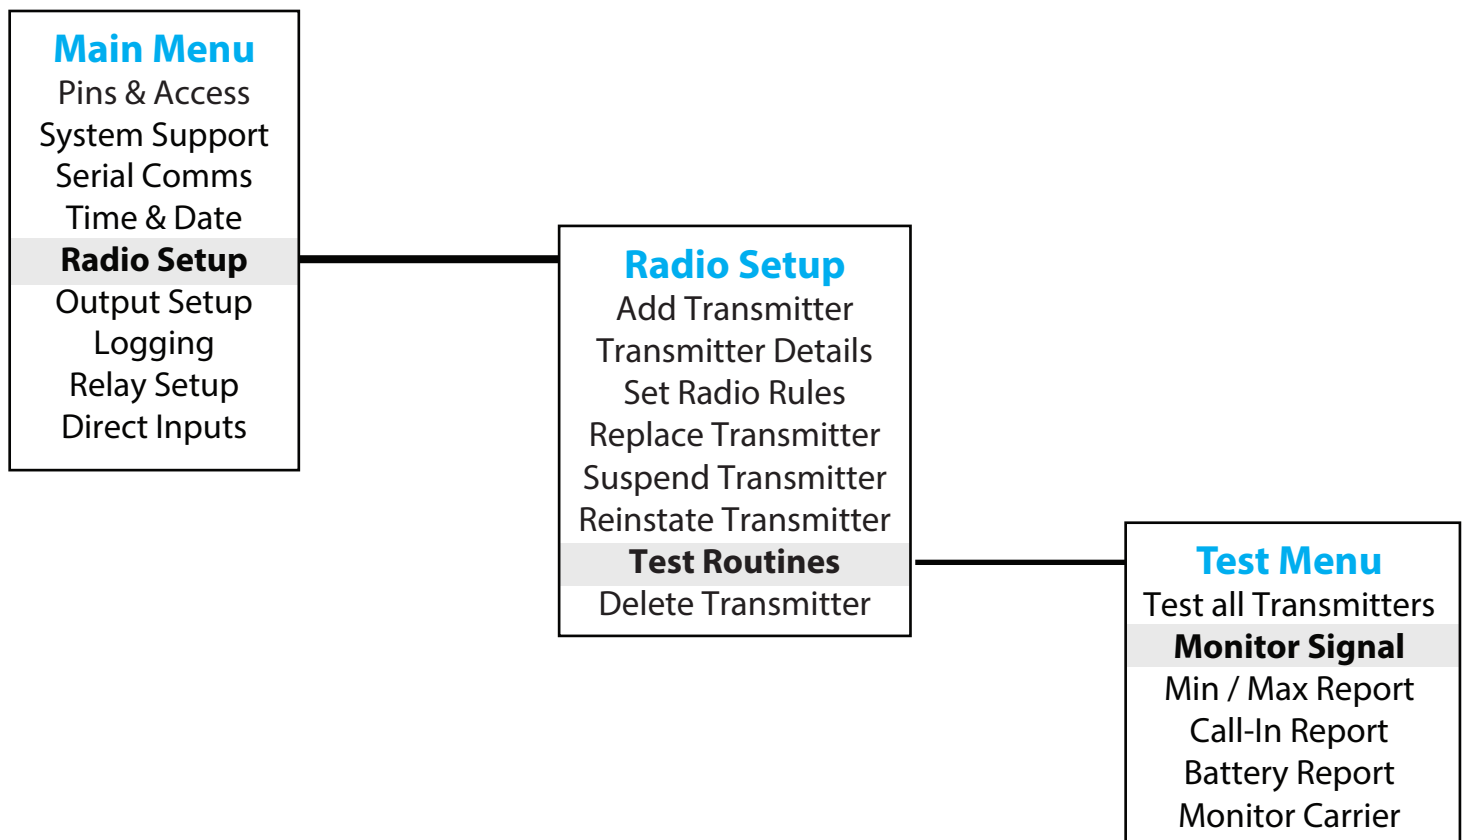 Main Menu
Pins & Access
System Support
Serial Comms
Time & Date
Radio Setup
Output Setup
Logging
Relay Setup
Direct Inputs
Radio Setup
Add Transmitter
Transmitter Details
Set Radio Rules
Replace Transmitter
Suspend Transmitter
Reinstate Transmitter
Test Routines
Delete Transmitter
Test Menu
Test all Transmitters
Monitor Signal
Min / Max Report
Call-In Report
Battery Report
Monitor Carrier